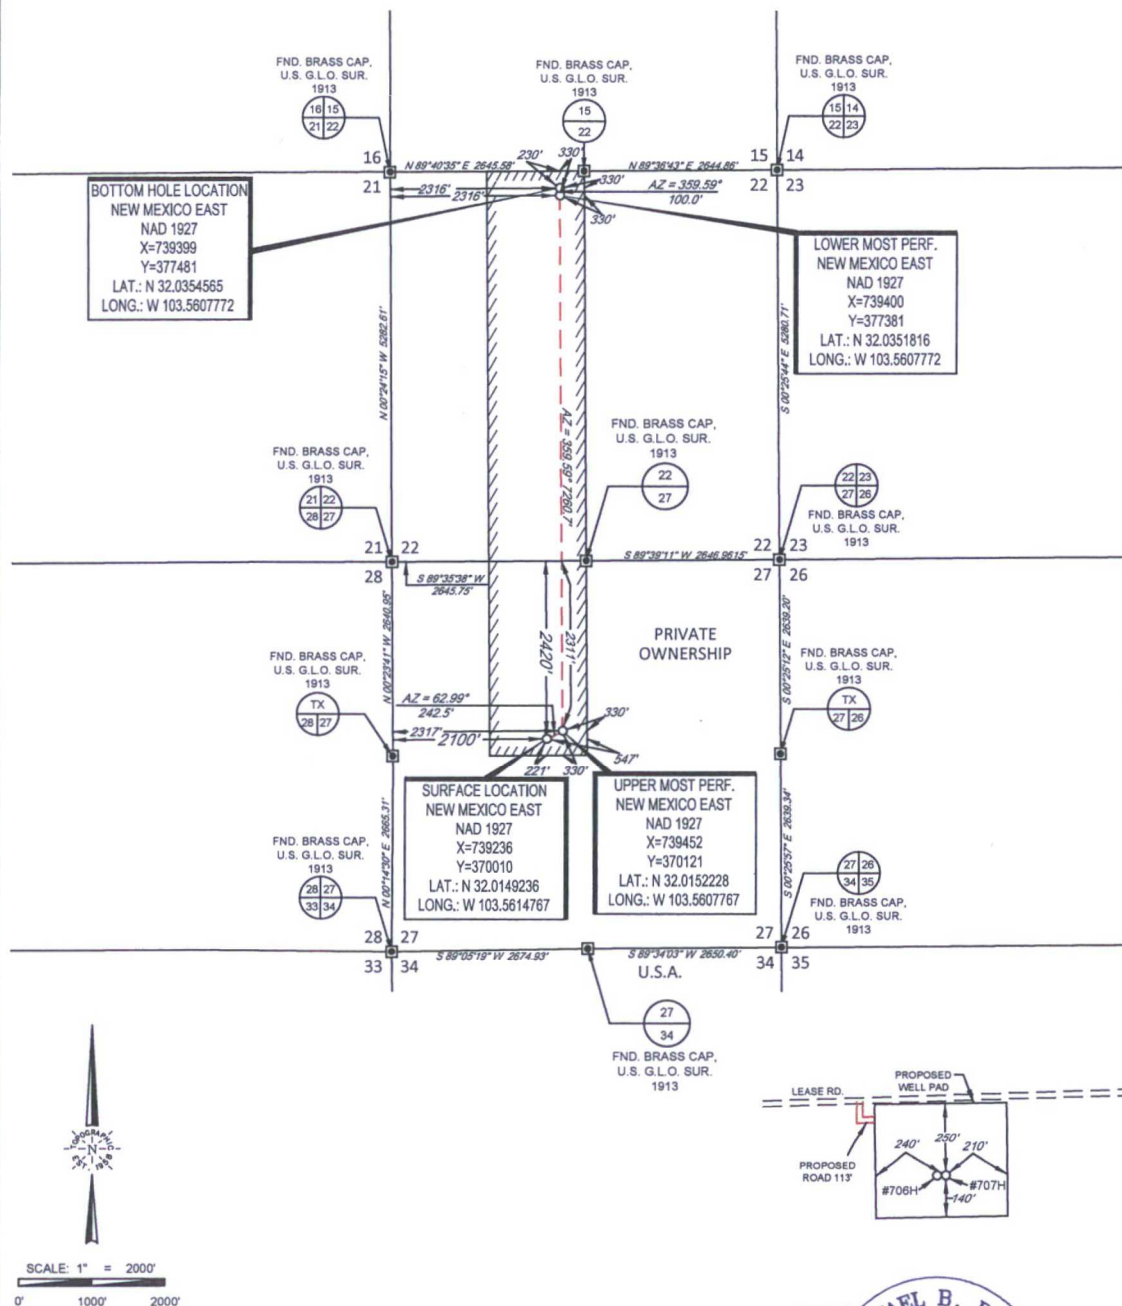 FND. BRASS CAP,
U.S. G.L.O. SUR.
1913
16 15
21 22
FND. BRASS CAP,
U.S. G.L.O. SUR.
1913
15
22
FND. BRASS CAP,
U.S. G.L.O. SUR.
1913
15 14
22 23
16
21
N 89°40'35" E 2645.58'
230'
330'
N 89°36'43" E 2644.86'
15 14
22 23
2316'
2316'
330'
AZ = 359.59°
100.0'
330'
BOTTOM HOLE LOCATION
NEW MEXICO EAST
NAD 1927
X=739399
Y=377481
LAT.: N 32.0354565
LONG.: W 103.5607772
LOWER MOST PERF.
NEW MEXICO EAST
NAD 1927
X=739400
Y=377381
LAT.: N 32.0351816
LONG.: W 103.5607772
N 00°24'15" W 5282.61'
S 00°25'44" E 5280.71'
AZ = 359.59° 7260.7'
FND. BRASS CAP,
U.S. G.L.O. SUR.
1913
21 22
28 27
FND. BRASS CAP,
U.S. G.L.O. SUR.
1913
22
27
22 23
27 26
FND. BRASS CAP,
U.S. G.L.O. SUR.
1913
21 22
28
S 89°35'38" W
2645.75'
S 89°39'11" W 2646.9615'
22 23
27 26
N 00°23'41" W 2640.95'
2420'
2311'
PRIVATE
OWNERSHIP
S 00°25'12" E 2639.20'
FND. BRASS CAP,
U.S. G.L.O. SUR.
1913
TX
28 27
FND. BRASS CAP,
U.S. G.L.O. SUR.
1913
TX
27 26
AZ = 62.99°
242.5'
2317'
2100'
330'
547'
221'
330'
SURFACE LOCATION
NEW MEXICO EAST
NAD 1927
X=739236
Y=370010
LAT.: N 32.0149236
LONG.: W 103.5614767
UPPER MOST PERF.
NEW MEXICO EAST
NAD 1927
X=739452
Y=370121
LAT.: N 32.0152228
LONG.: W 103.5607767
N 00°14'30" E 2665.31'
S 00°25'57" E 2639.34'
FND. BRASS CAP,
U.S. G.L.O. SUR.
1913
28 27
33 34
27 26
34 35
FND. BRASS CAP,
U.S. G.L.O. SUR.
1913
28 27
33 34
S 89°05'19" W 2674.93'
S 89°34'03" W 2650.40'
27 26
34 35
U.S.A.
27
34
FND. BRASS CAP,
U.S. G.L.O. SUR.
1913
TOPOGRAPHIC
N
EST. 1958
SCALE: 1" = 2000'
0' 1000' 2000'
LEASE RD.
PROPOSED
WELL PAD
PROPOSED
ROAD 113'
240'
250'
210'
#706H
#707H
140'